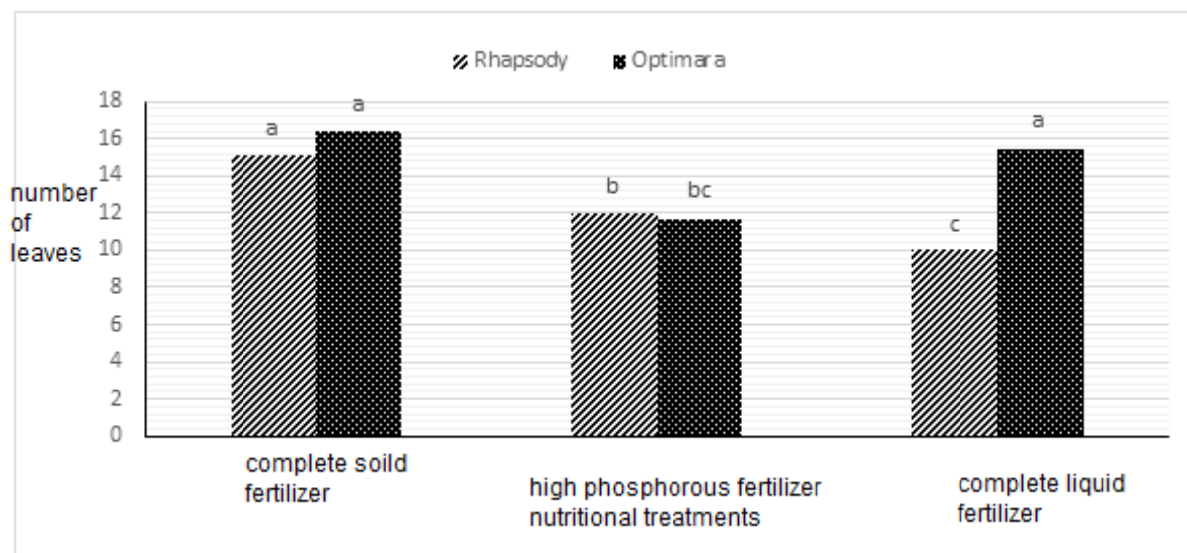 Rhapsody Optimara
18
16
14
12
10
8
6
4
2
0
number
of
leaves
a
a
b
bc
c
a
complete soild
fertilizer
high phosphorous fertilizer
nutritional treatments
complete liquid
fertilizer